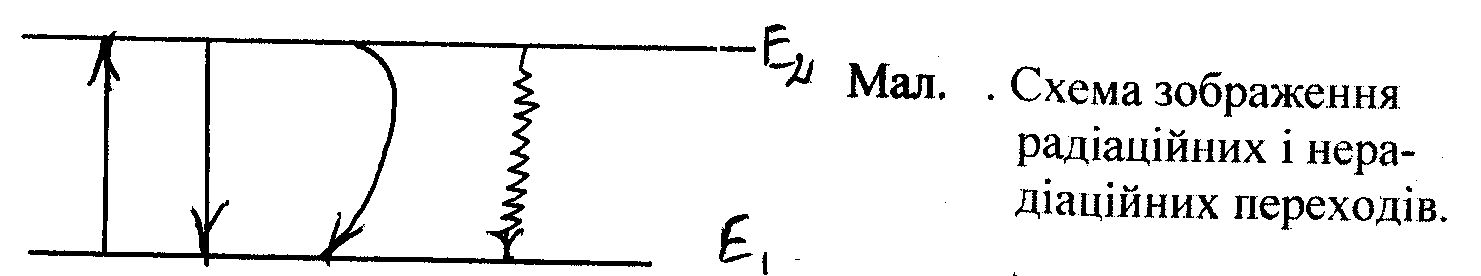 E₂
Мал. . Схема зображення
радіаційних і нера-
діаційних переходів.
E₁